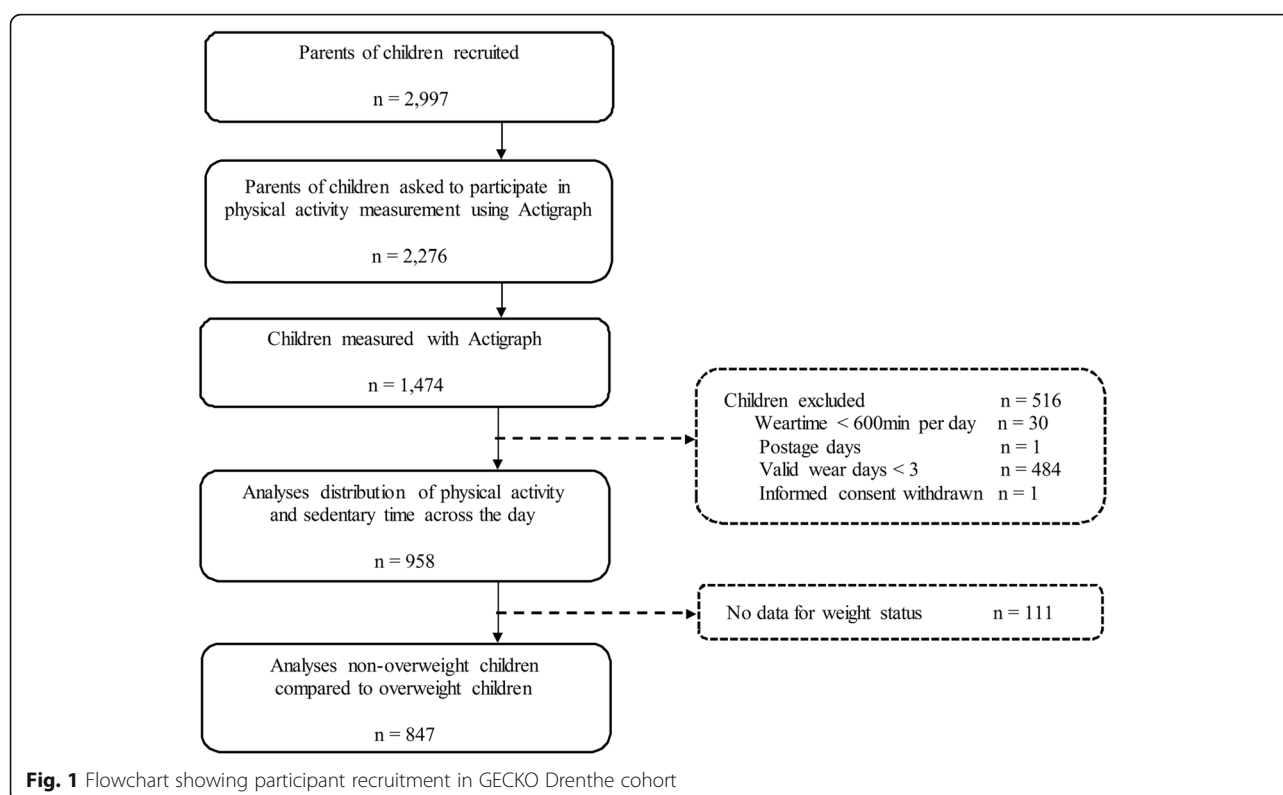 Parents of children recruited
n = 2,997
Parents of children asked to participate in
physical activity measurement using Actigraph
n = 2,276
Children measured with Actigraph
n = 1,474
Children excluded n = 516
Weartime < 600min per day n = 30
Postage days n = 1
Valid wear days < 3 n = 484
Informed consent withdrawn n = 1
Analyses distribution of physical activity
and sedentary time across the day
n = 958
No data for weight status n = 111
Analyses non-overweight children
compared to overweight children
n = 847
Fig. 1 Flowchart showing participant recruitment in GECKO Drenthe cohort